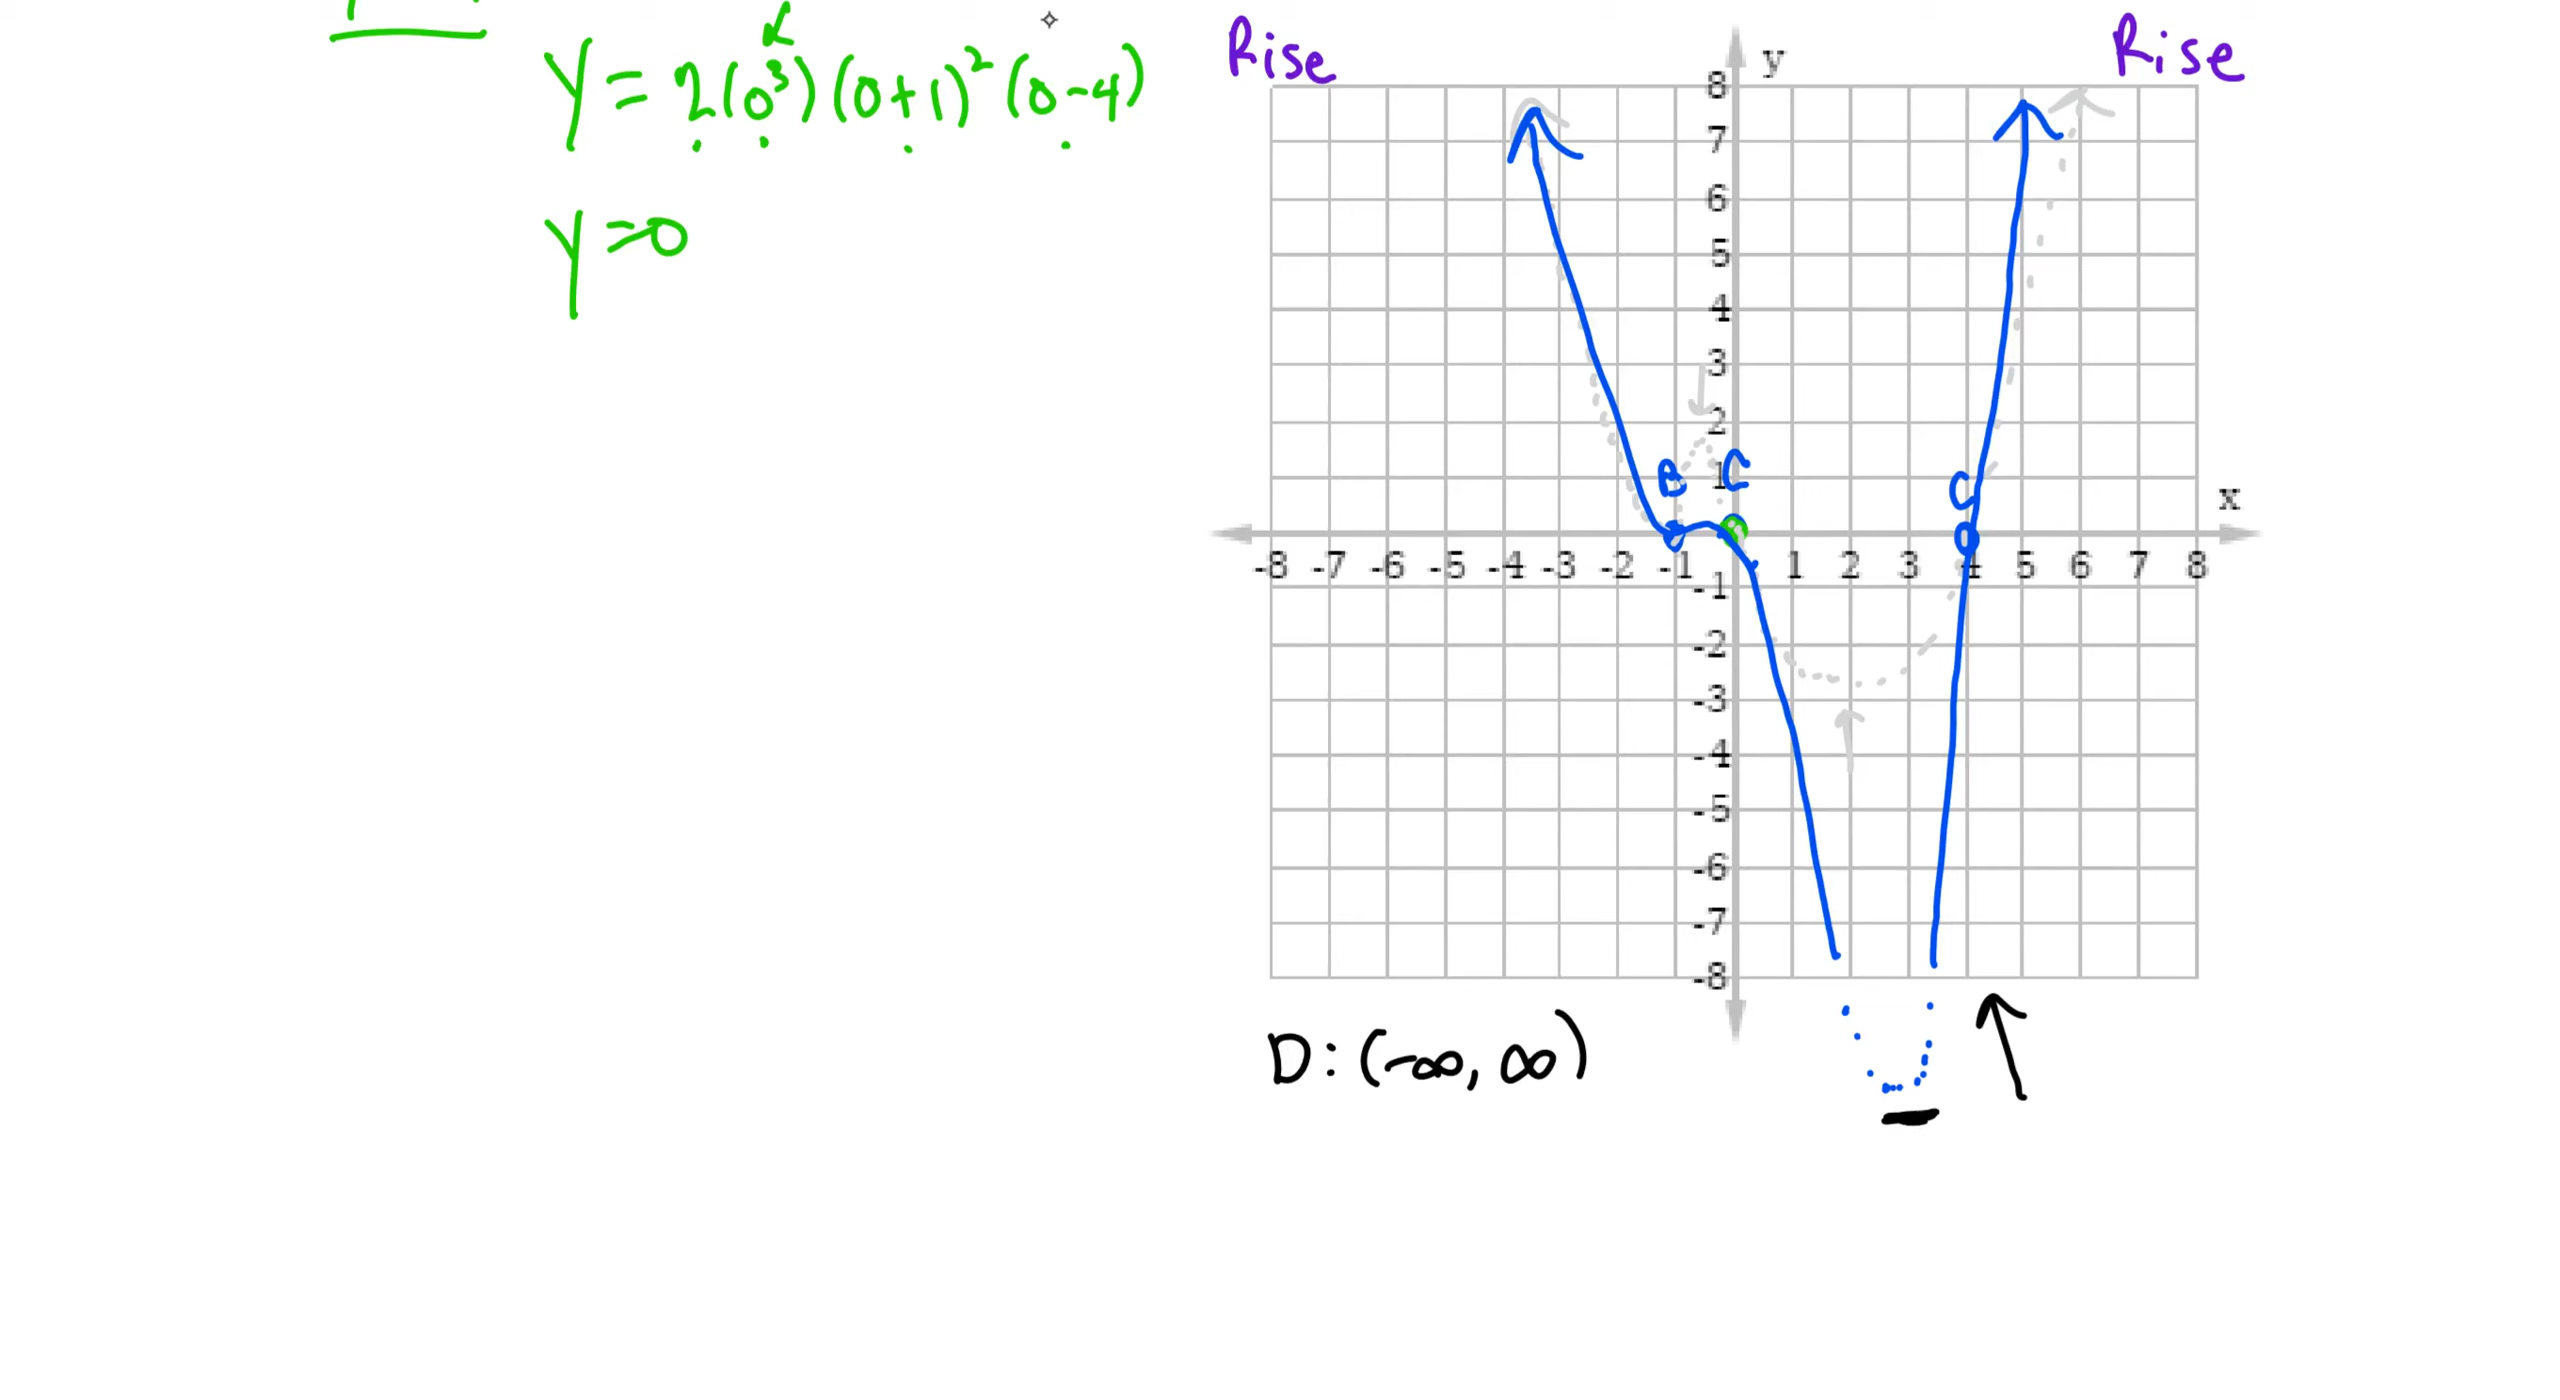 y = 2(0³)(0+1)²(0-4)
y=0
Rise
Rise
y
8
7
6
5
4
3
2
1
B
C
C
x
-8 -7 -6 -5 -4 -3 -2 -1 1 2 3 4 5 6 7 8
-1
-2
-3
-4
-5
-6
-7
-8
D: (-∞, ∞)